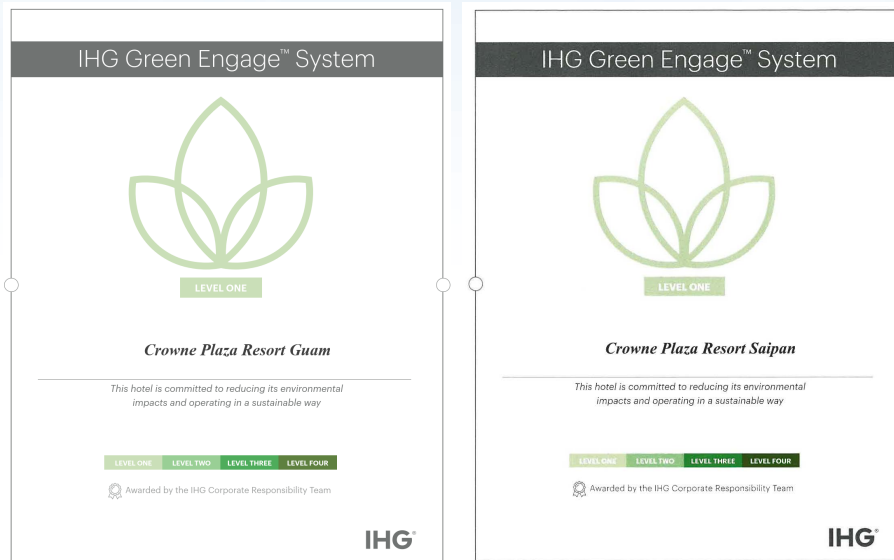 IHG Green Engage™ System
LEVEL ONE
Crowne Plaza Resort Guam
This hotel is committed to reducing its environmental
impacts and operating in a sustainable way
LEVEL ONE LEVEL TWO LEVEL THREE LEVEL FOUR
Awarded by the IHG Corporate Responsibility Team
IHG®
IHG Green Engage™ System
LEVEL ONE
Crowne Plaza Resort Saipan
This hotel is committed to reducing its environmental
impacts and operating in a sustainable way
LEVEL ONE LEVEL TWO LEVEL THREE LEVEL FOUR
Awarded by the IHG Corporate Responsibility Team
IHG®